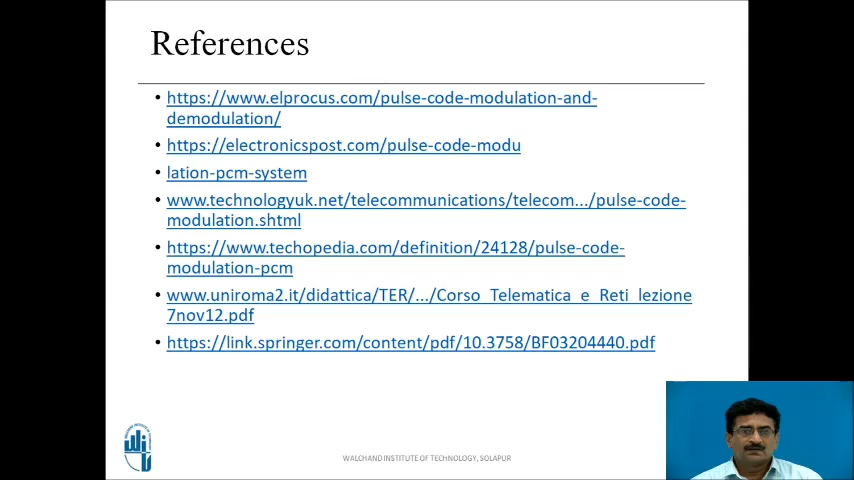 References
• https://www.elprocus.com/pulse-code-modulation-and-
demodulation/
• https://electronicspost.com/pulse-code-modu
• lation-pcm-system
• www.technologyuk.net/telecommunications/telecom.../pulse-code-
modulation.shtml
• https://www.techopedia.com/definition/24128/pulse-code-
modulation-pcm
• www.uniroma2.it/didattica/TER/.../Corso_Telematica_e_Reti_lezione
7nov12.pdf
• https://link.springer.com/content/pdf/10.3758/BF03204440.pdf
WALCHAND INSTITUTE OF TECHNOLOGY, SOLAPUR